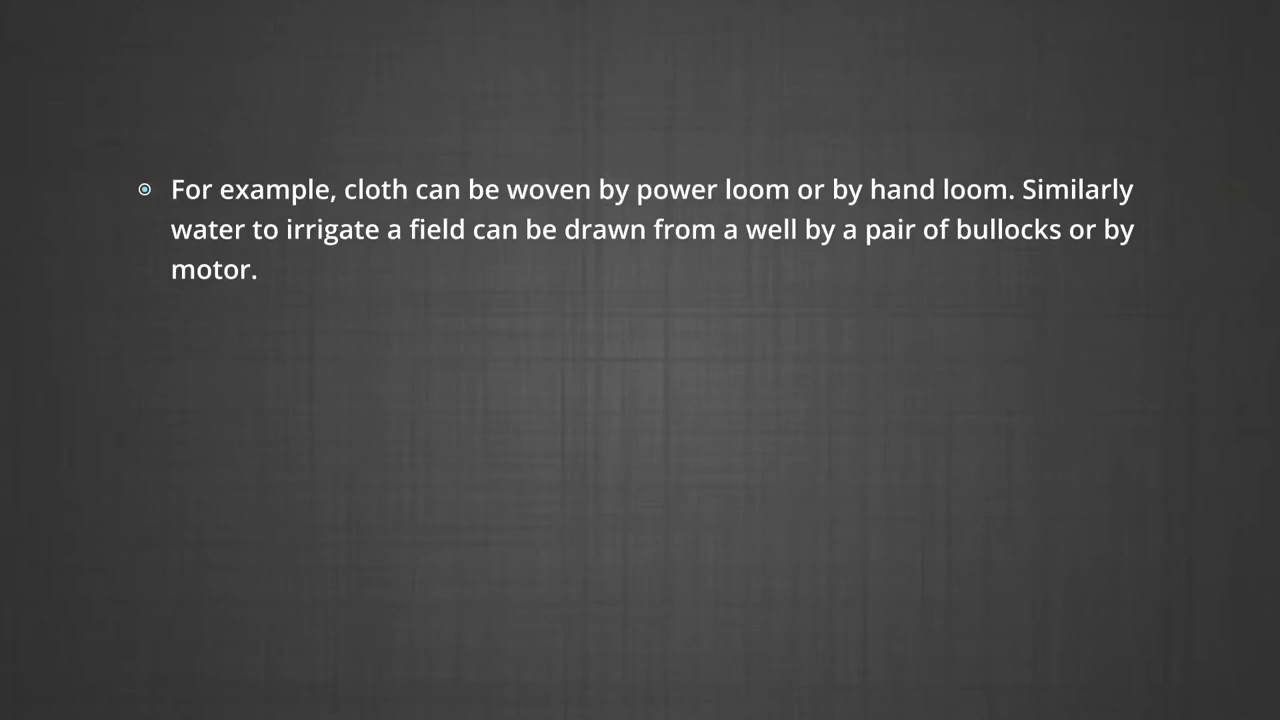 For example, cloth can be woven by power loom or by hand loom. Similarly
water to irrigate a field can be drawn from a well by a pair of bullocks or by
motor.